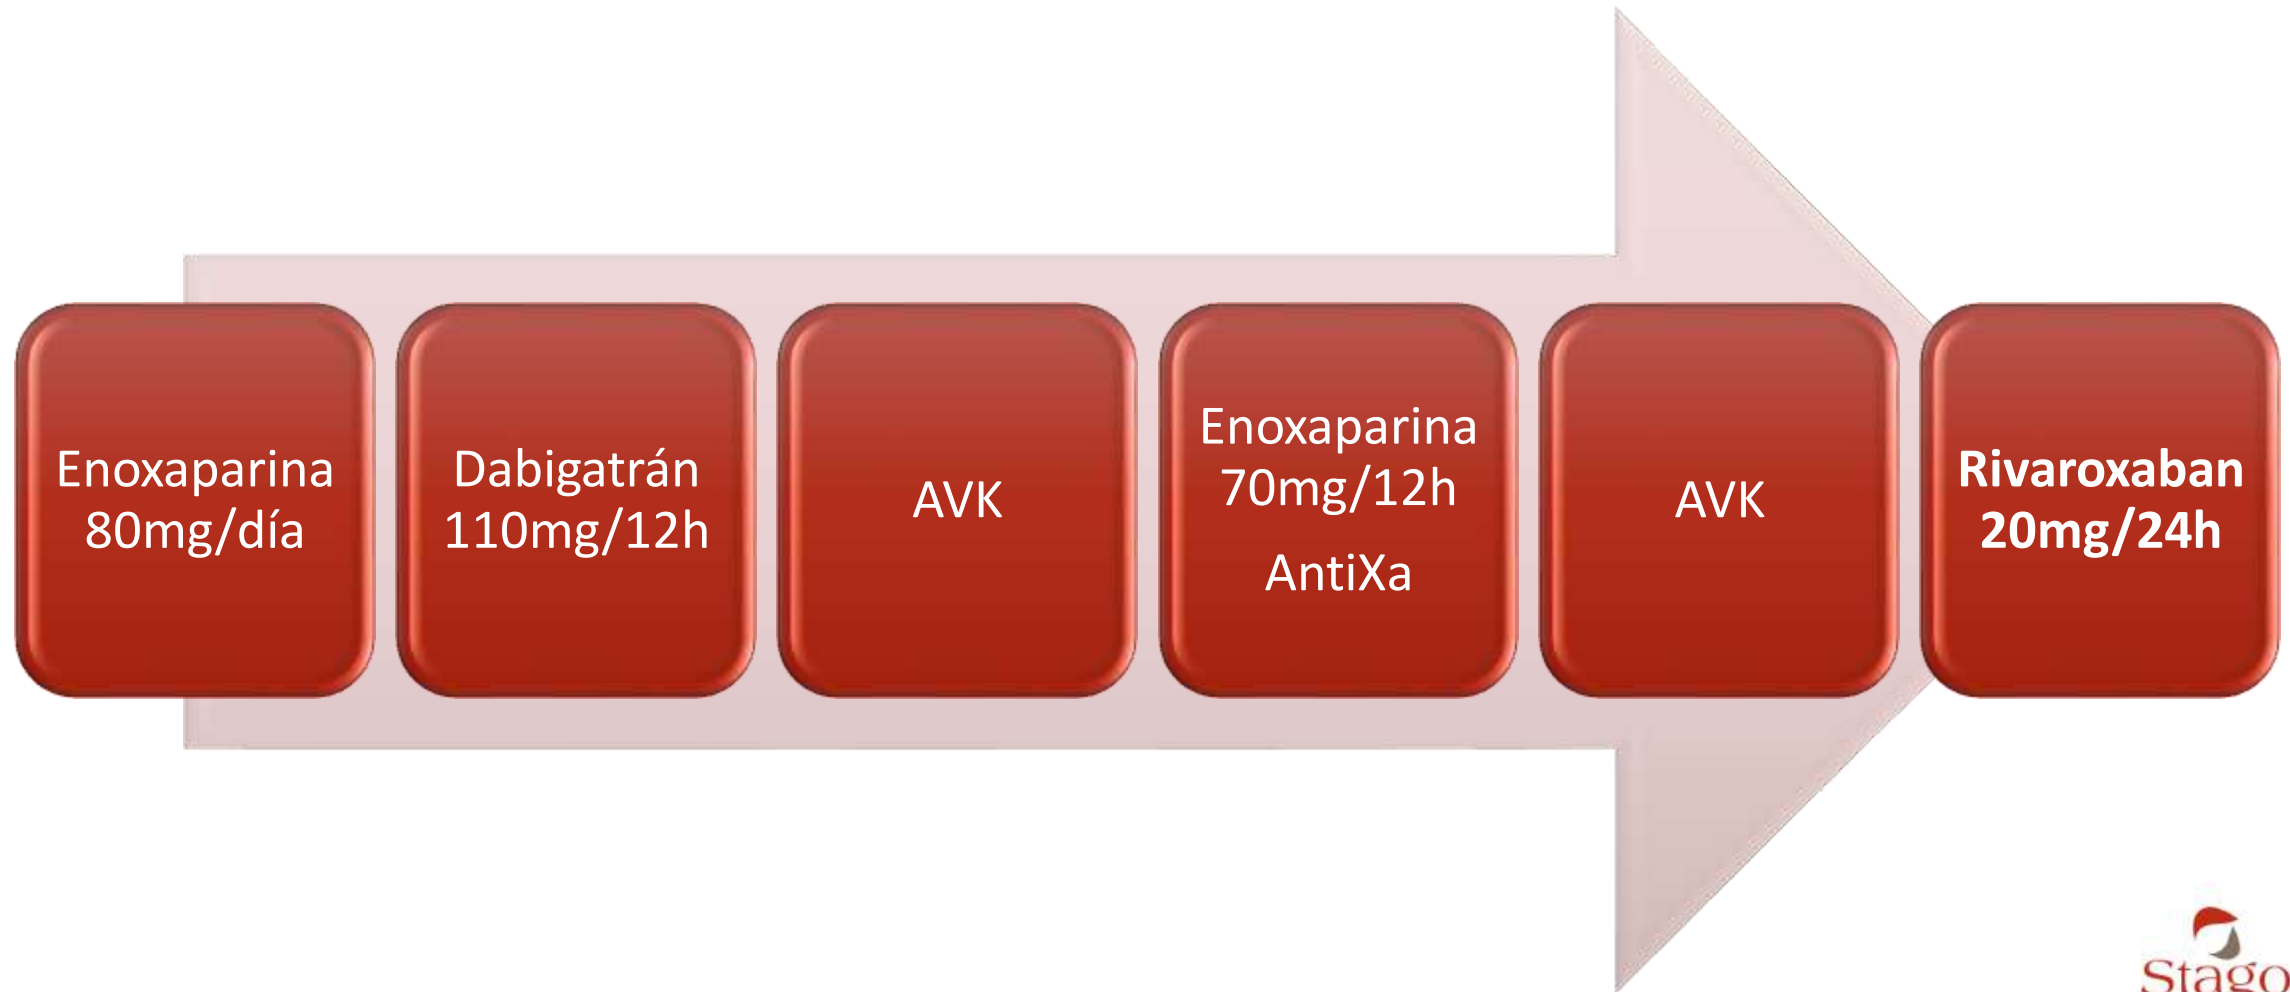 Enoxaparina
80mg/día
Dabigatrán
110mg/12h
AVK
Enoxaparina
70mg/12h
AntiXa
AVK
Rivaroxaban
20mg/24h
Stago